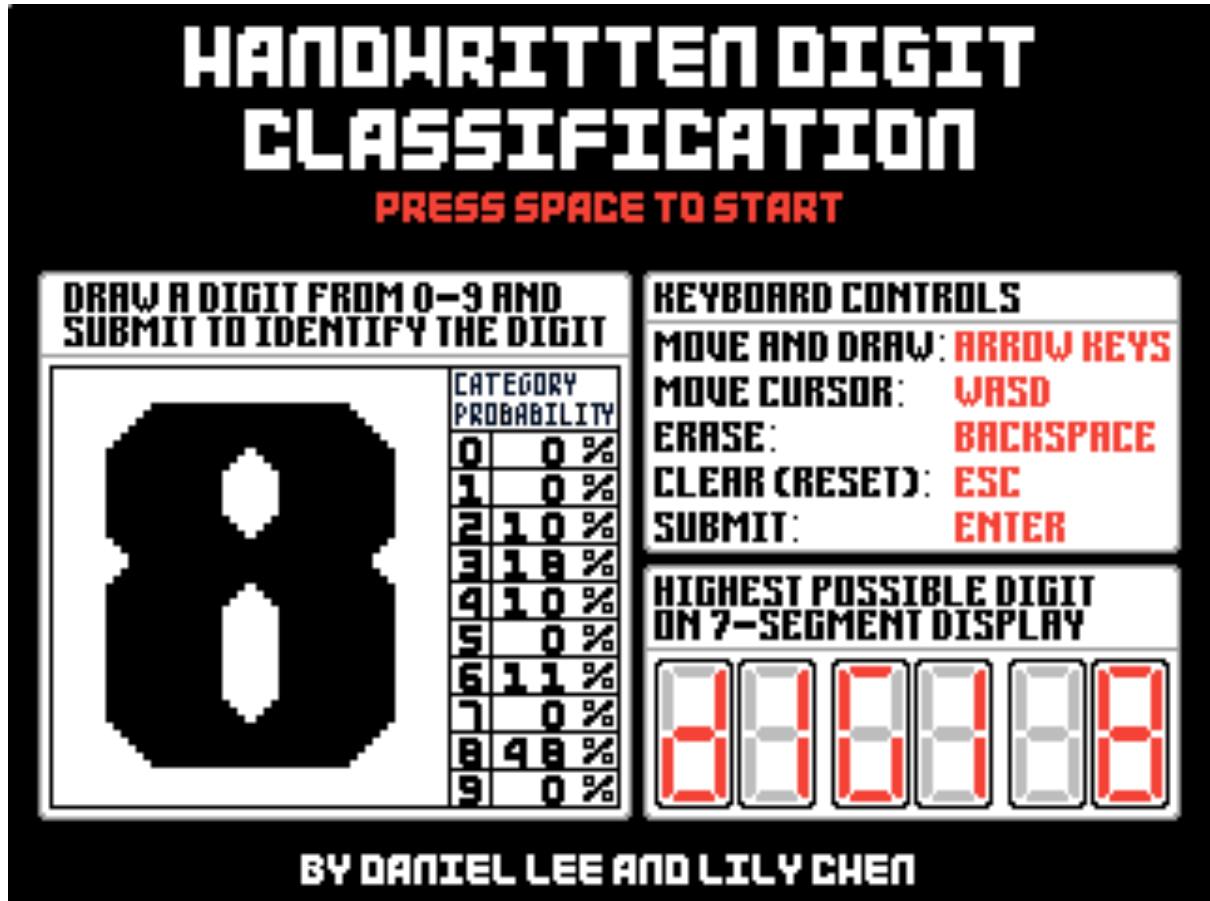 HANDWRITTEN DIGIT
CLASSIFICATION
PRESS SPACE TO START
DRAW A DIGIT FROM 0-9 AND
SUBMIT TO IDENTIFY THE DIGIT
8
CATEGORY
PROBABILITY
0 0 %
1 0 %
2 10 %
3 18 %
4 10 %
5 0 %
6 11 %
7 0 %
8 48 %
9 0 %
KEYBOARD CONTROLS
MOVE AND DRAW: ARROW KEYS
MOVE CURSOR: WASD
ERASE: BACKSPACE
CLEAR (RESET): ESC
SUBMIT: ENTER
HIGHEST POSSIBLE DIGIT
ON 7-SEGMENT DISPLAY
d1G1 8
BY DANIEL LEE AND LILY CHEN